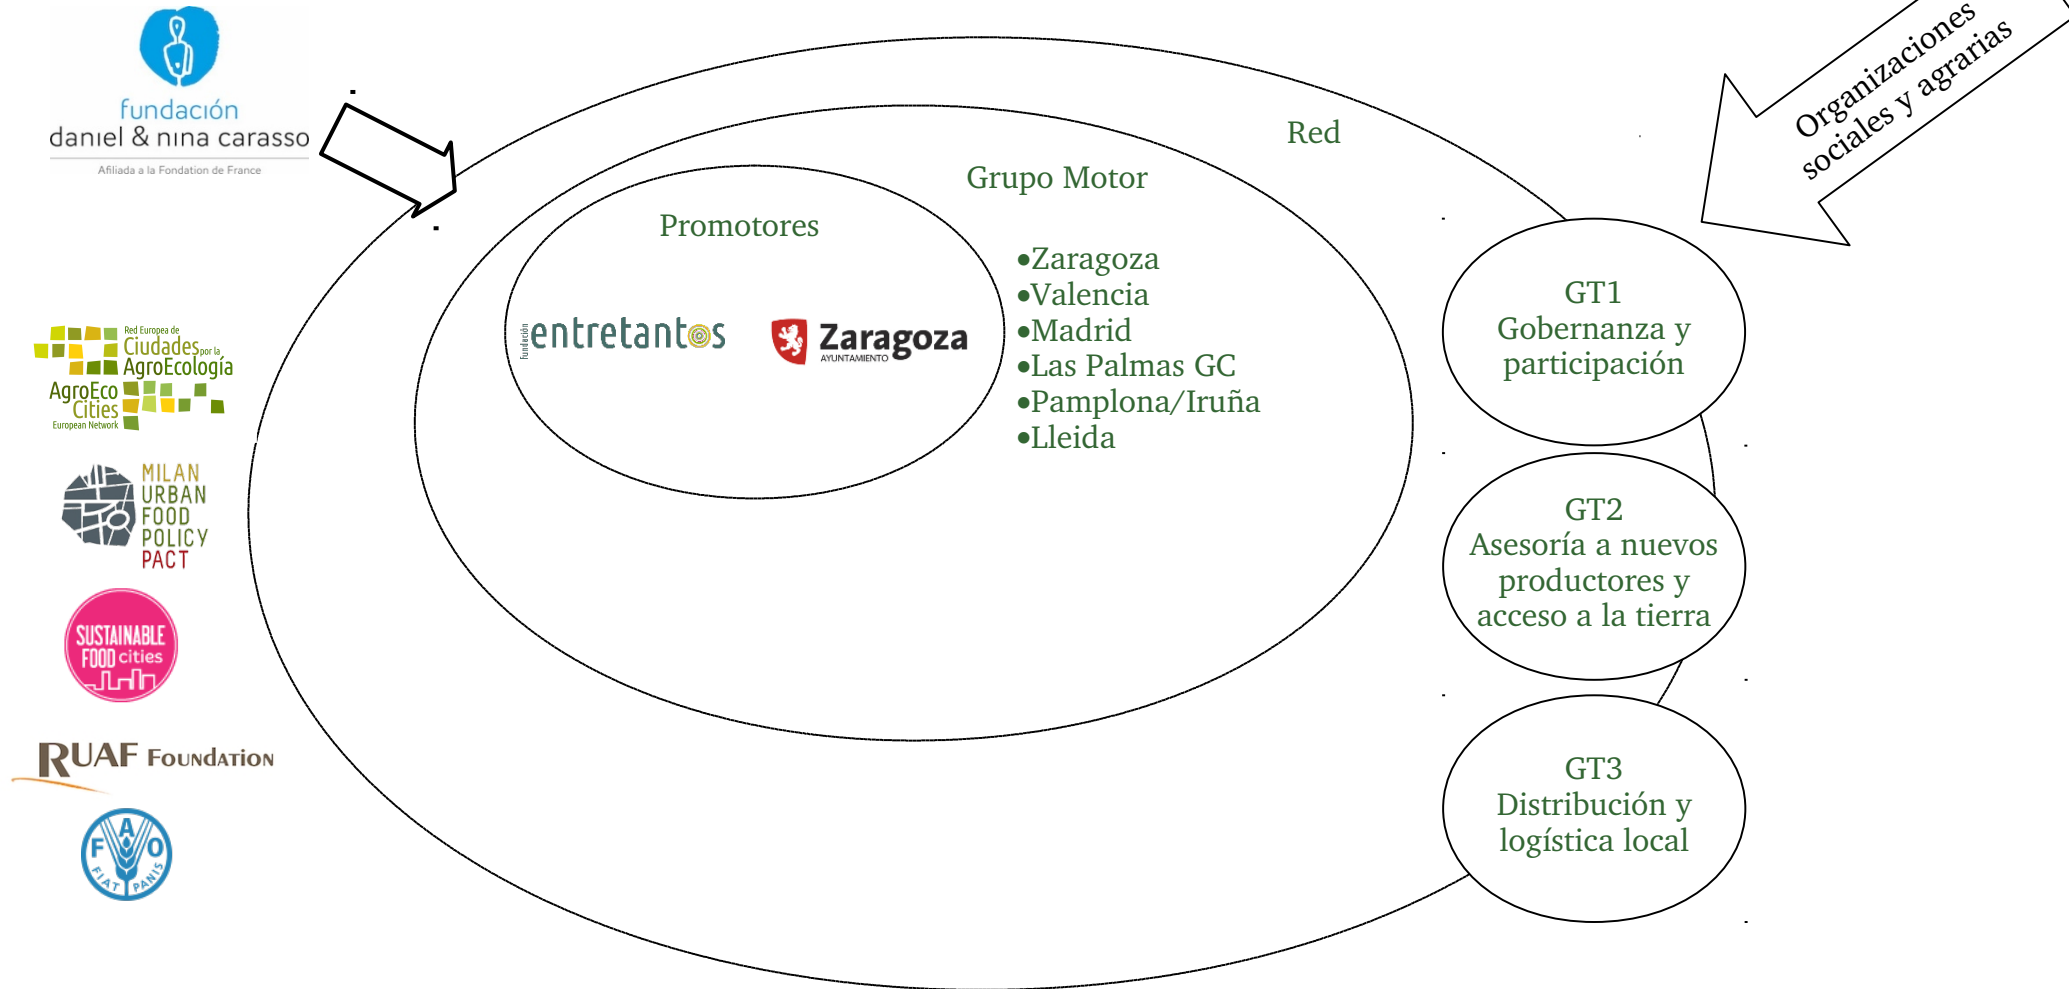 fundación
daniel & nina carasso
Afiliada a la Fondation de France
Organizaciones
sociales y agrarias
Red
Grupo Motor
Promotores
fundación
entretantos
Zaragoza
AYUNTAMIENTO
•Zaragoza
•Valencia
•Madrid
•Las Palmas GC
•Pamplona/Iruña
•Lleida
GT1
Gobernanza y
participación
GT2
Asesoría a nuevos
productores y
acceso a la tierra
GT3
Distribución y
logística local
Red Europea de
Ciudades por la
AgroEcología
AgroEco
Cities
European Network
MILAN
URBAN
FOOD
POLICY
PACT
SUSTAINABLE
FOOD cities
RUAF FOUNDATION
FAO
FIAT PANIS